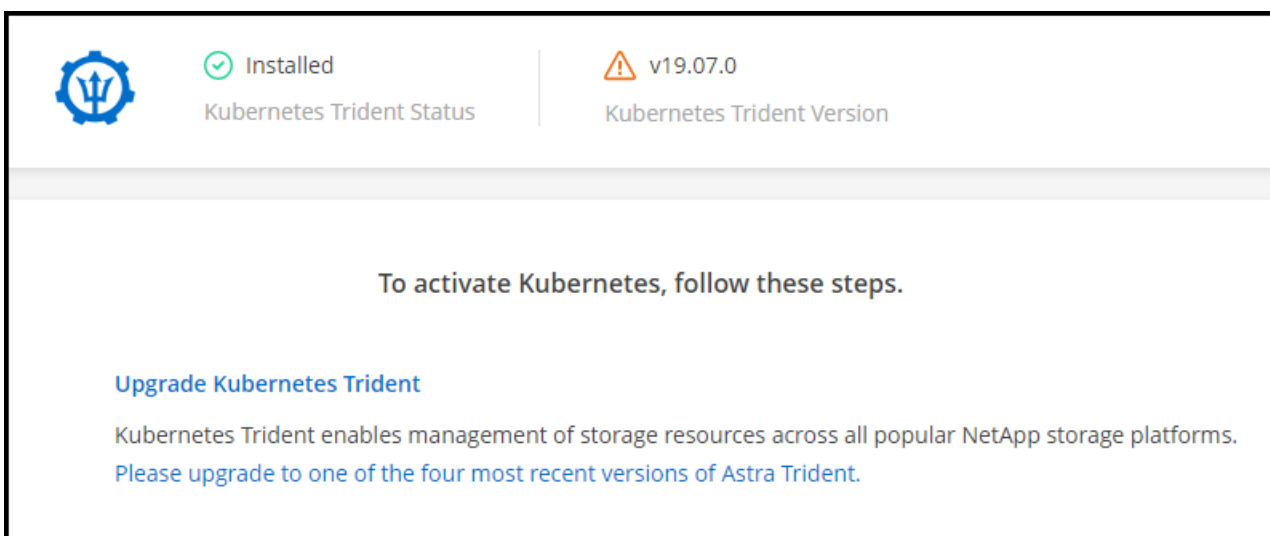 Installed
Kubernetes Trident Status
v19.07.0
Kubernetes Trident Version
To activate Kubernetes, follow these steps.
Upgrade Kubernetes Trident
Kubernetes Trident enables management of storage resources across all popular NetApp storage platforms.
Please upgrade to one of the four most recent versions of Astra Trident.